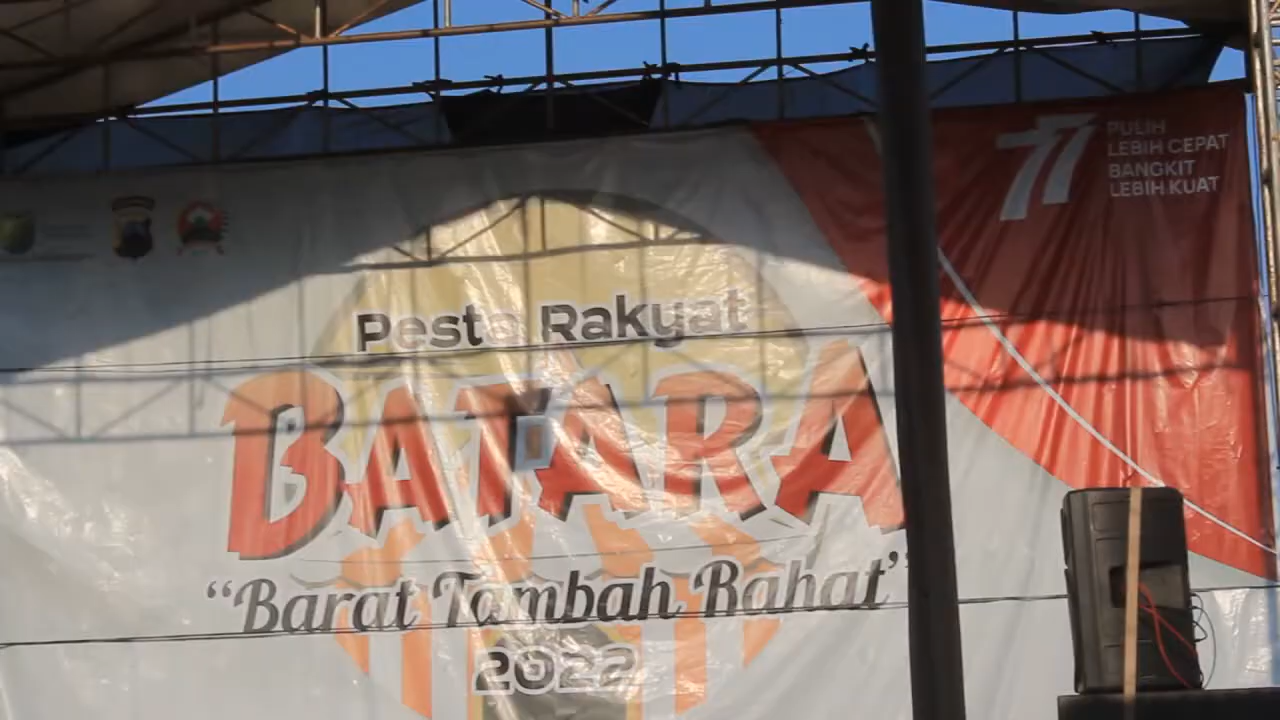 77
PULIH
LEBIH CEPAT
BANGKIT
LEBIH KUAT
Pesta Rakyat
BATARA
“Barat Tambah Rahat”
2022